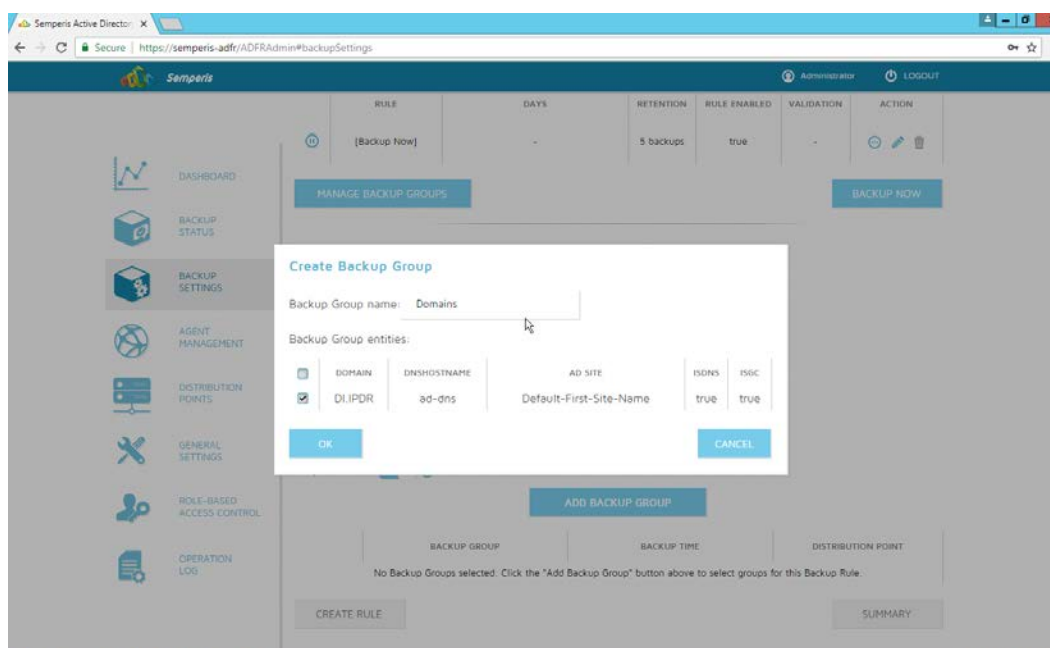 Semperis Active Director
Secure | https://semperis-adfr/ADFRAdmin#backupSettings
Semperis
Administrator LOGOUT
RULE DAYS RETENTION RULE ENABLED VALIDATION ACTION
[Backup Now] - 5 backups true -
DASHBOARD
MANAGE BACKUP GROUPS BACKUP NOW
BACKUP
STATUS
BACKUP
SETTINGS
AGENT
MANAGEMENT
DISTRIBUTION
POINTS
GENERAL
SETTINGS
ROLE-BASED
ACCESS CONTROL
OPERATION
LOG
Create Backup Group
Backup Group name: Domains
Backup Group entities:
DOMAIN DNSHOSTNAME AD SITE ISDNS ISGC
DI.IPDR ad-dns Default-First-Site-Name true true
OK CANCEL
ADD BACKUP GROUP
BACKUP GROUP BACKUP TIME DISTRIBUTION POINT
No Backup Groups selected. Click the "Add Backup Group" button above to select groups for this Backup Rule.
CREATE RULE SUMMARY